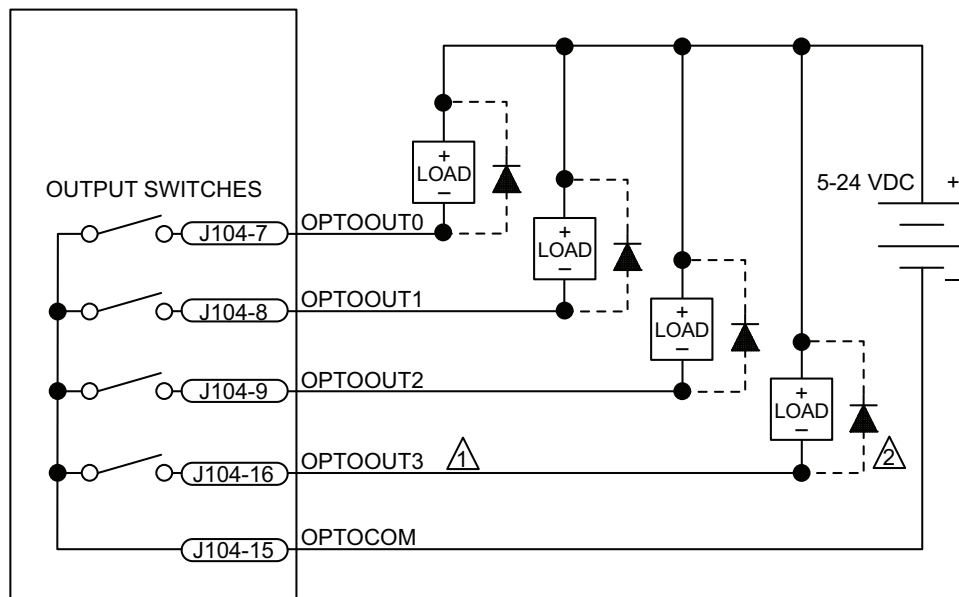 OUTPUT SWITCHES
5-24 VDC
+
−
+
LOAD
−
+
LOAD
−
+
LOAD
−
+
LOAD
−
J104-7
OPTOOUT0
J104-8
OPTOOUT1
J104-9
OPTOOUT2
J104-16
OPTOOUT3
1
2
J104-15
OPTOCOM